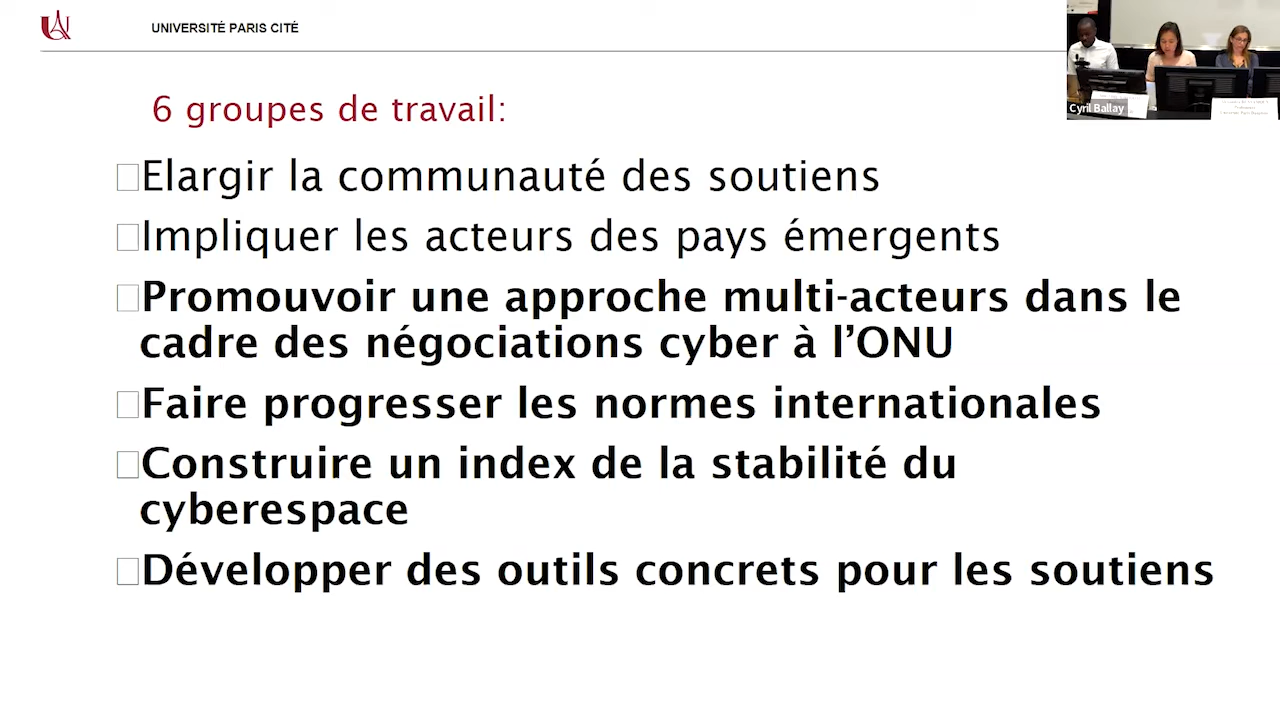 UNIVERSITÉ PARIS CITÉ
6 groupes de travail:
Elargir la communauté des soutiens
Impliquer les acteurs des pays émergents
Promouvoir une approche multi-acteurs dans le
cadre des négociations cyber à l’ONU
Faire progresser les normes internationales
Construire un index de la stabilité du
cyberespace
Développer des outils concrets pour les soutiens
Cyril Ballay